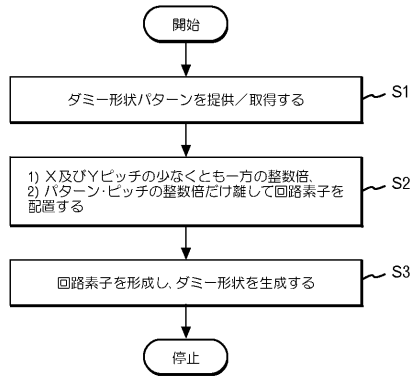 開始
ダミー形状パターンを提供／取得する
S1
1) X及びYピッチの少なくとも一方の整数倍、
2) パターン・ピッチの整数倍だけ離して回路素子を
配置する
S2
回路素子を形成し、ダミー形状を生成する
S3
停止